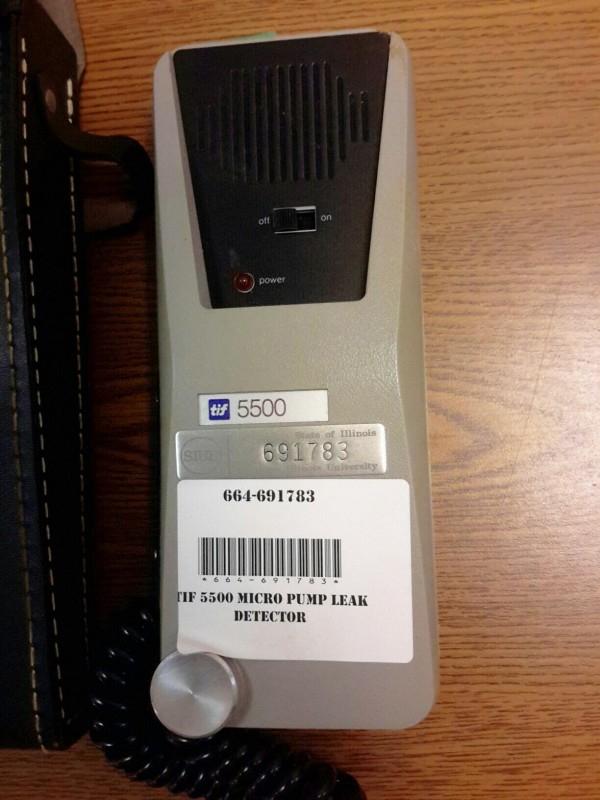 off on
power
tif 5500
State of Illinois
691783
Illinois University
664-691783
*664-691783*
TIF 5500 MICRO PUMP LEAK
DETECTOR